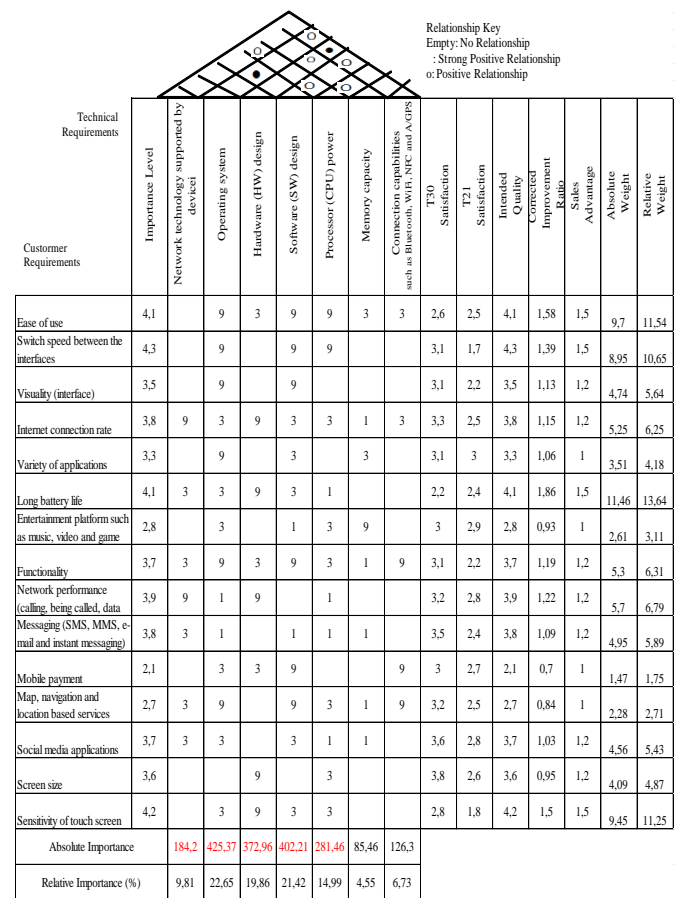 Relationship Key
Empty: No Relationship
: Strong Positive Relationship
o: Positive Relationship
Technical
Requirements
Custormer
Requirements
Importance Level
Network technology supported by
devicei
Operating system
Hardware (HW) design
Software (SW) design
Processor (CPU) power
Memory capacity
Connection capabilities
such as Bluetooth, WiFi, NFC and A/GPS
T30
Satisfaction
T21
Satisfaction
Intended
Quality
Corrected
Improvement
Ratio
Sales
Advantage
Absolute
Weight
Relative
Weight
Ease of use 4,1 9 3 9 9 3 3 2,6 2,5 4,1 1,58 1,5 9,7 11,54
Switch speed between the
interfaces 4,3 9 9 9 3,1 1,7 4,3 1,39 1,5 8,95 10,65
Visuality (interface) 3,5 9 9 3,1 2,2 3,5 1,13 1,2 4,74 5,64
Internet connection rate 3,8 9 3 9 3 3 1 3 3,3 2,5 3,8 1,15 1,2 5,25 6,25
Variety of applications 3,3 9 3 3 3,1 3 3,3 1,06 1 3,51 4,18
Long battery life 4,1 3 3 9 3 1 2,2 2,4 4,1 1,86 1,5 11,46 13,64
Entertainment platform such
as music, video and game 2,8 3 1 3 9 3 2,9 2,8 0,93 1 2,61 3,11
Functionality 3,7 3 9 3 9 3 1 9 3,1 2,2 3,7 1,19 1,2 5,3 6,31
Network performance
(calling, being called, data 3,9 9 1 9 1 3,2 2,8 3,9 1,22 1,2 5,7 6,79
Messaging (SMS, MMS, e-
mail and instant messaging) 3,8 3 1 1 1 1 3,5 2,4 3,8 1,09 1,2 4,95 5,89
Mobile payment 2,1 3 3 9 9 3 2,7 2,1 0,7 1 1,47 1,75
Map, navigation and
location based services 2,7 3 9 9 3 1 9 3,2 2,5 2,7 0,84 1 2,28 2,71
Social media applications 3,7 3 3 3 1 1 3,6 2,8 3,7 1,03 1,2 4,56 5,43
Screen size 3,6 9 3 3,8 2,6 3,6 0,95 1,2 4,09 4,87
Sensitivity of touch screen 4,2 3 9 3 3 2,8 1,8 4,2 1,5 1,5 9,45 11,25
Absolute Importance 184,2 425,37 372,96 402,21 281,46 85,46 126,3
Relative Importance (%) 9,81 22,65 19,86 21,42 14,99 4,55 6,73